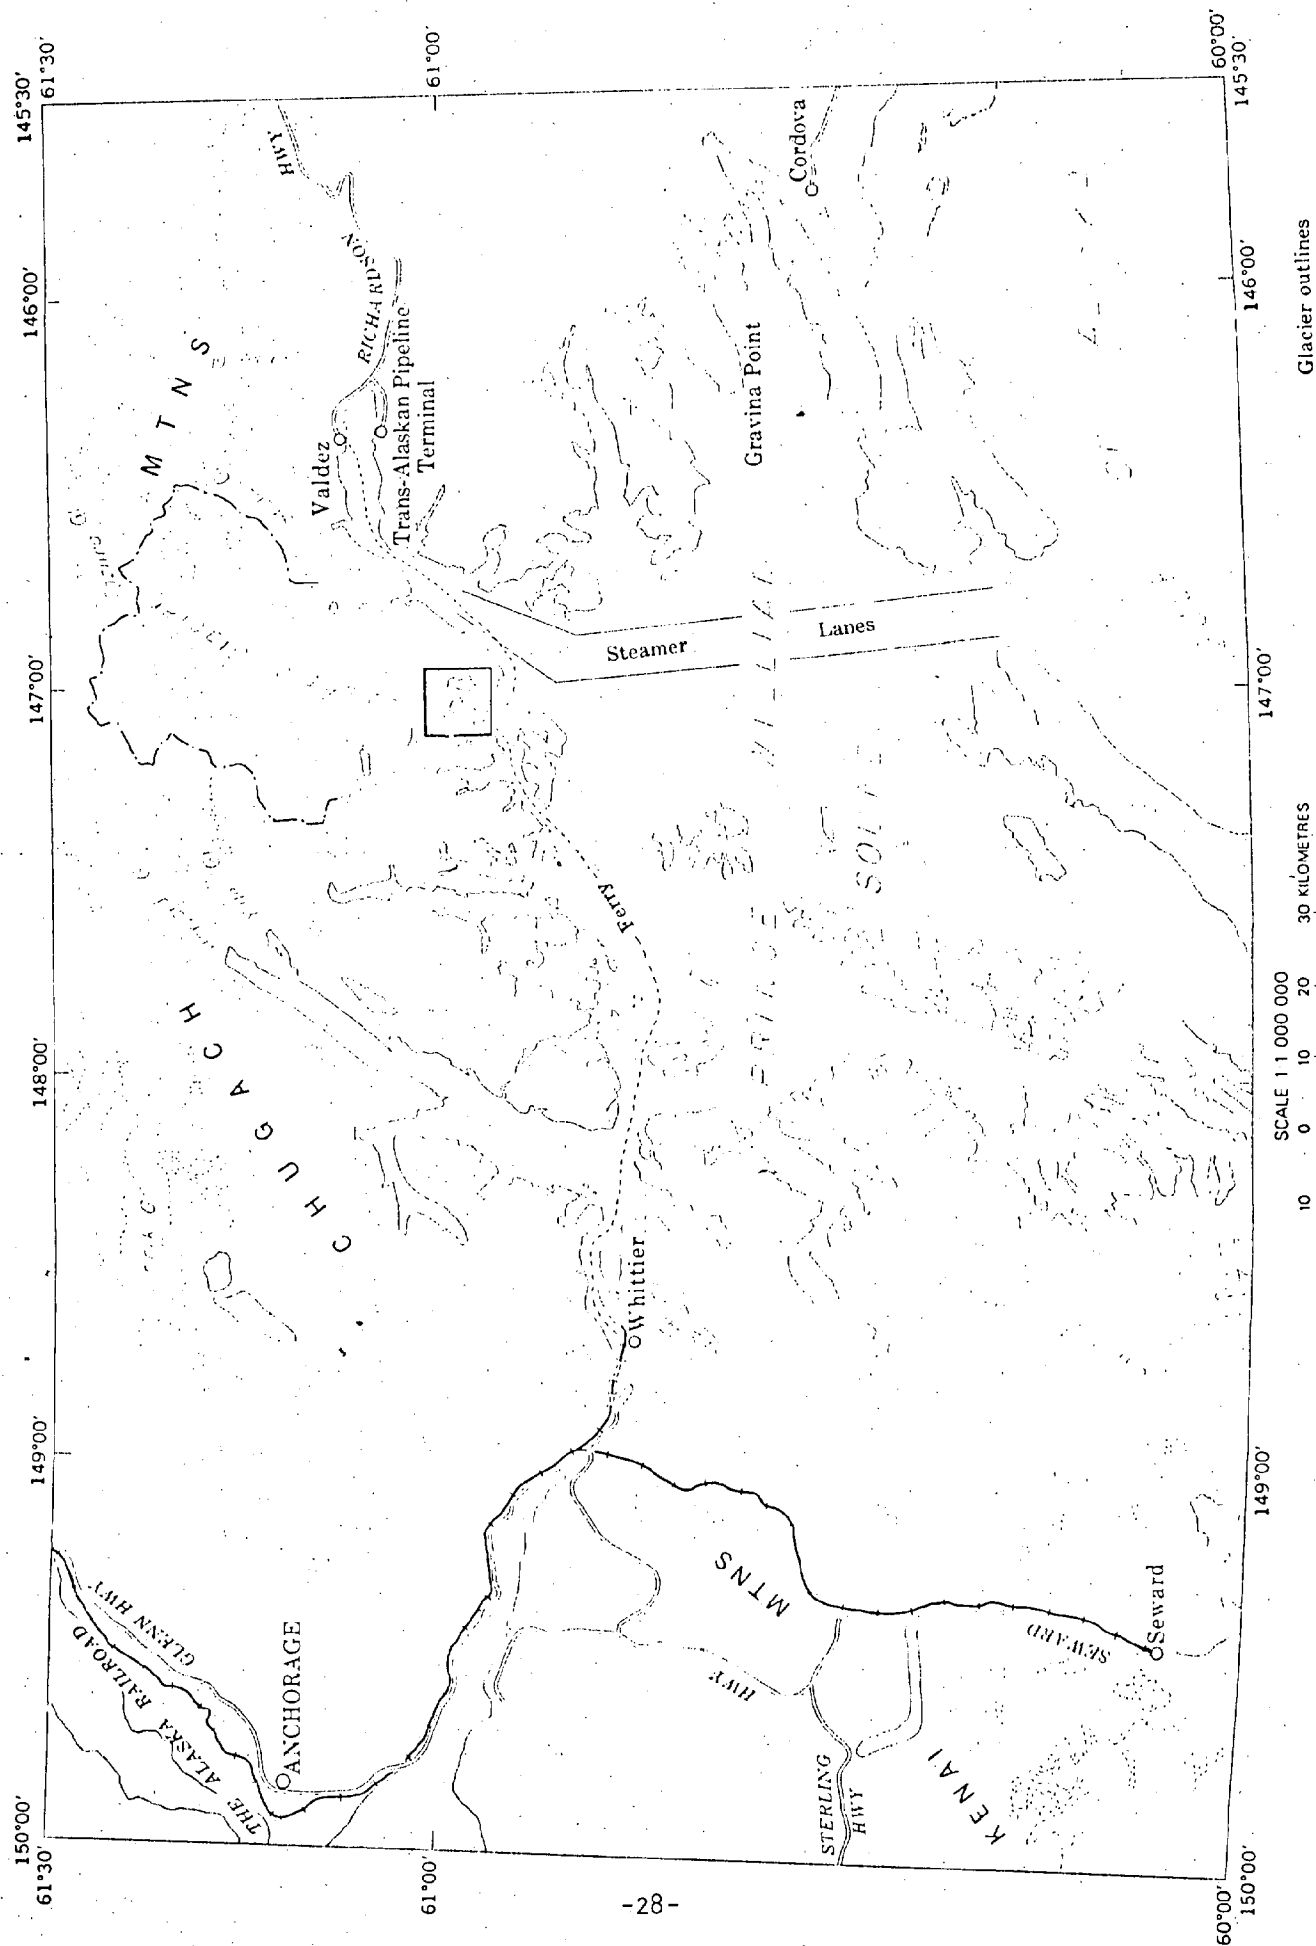 150°00'
149°00'
148°00'
147°00'
146°00'
145°30'
61°30'
61°30'
THE ALASKA RAILROAD
GLENN HWY
ANCHORAGE
CHUGACH
MTNS
HWY
RICHARDSON
Valdez
Trans-Alaskan Pipeline
Terminal
61°00'
61°00'
Whittier
Ferry
Steamer
Lanes
Gravina Point
Cordova
PRINCE
WILLIAM
SOUND
HWY
MTNS
STERLING
HWY
KENAI
SEWARD
Seward
60°00'
60°00'
150°00'
149°00'
147°00'
146°00'
145°30'
SCALE 1 1 000 000
10 0 10 20 30 KILOMETRES
Glacier outlines
-28-